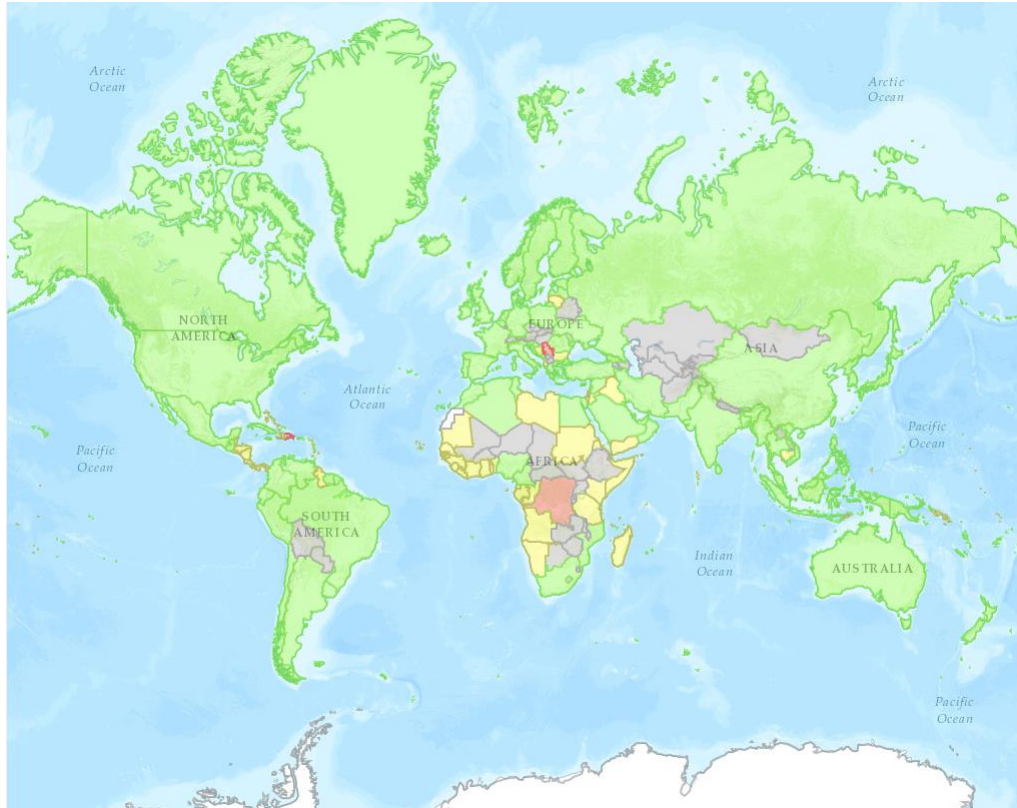 Arctic
Ocean
Arctic
Ocean
NORTH
AMERICA
EUROPE
ASIA
Atlantic
Ocean
Pacific
Ocean
Pacific
Ocean
AFRICA
SOUTH
AMERICA
Indian
Ocean
AUSTRALIA
Pacific
Ocean